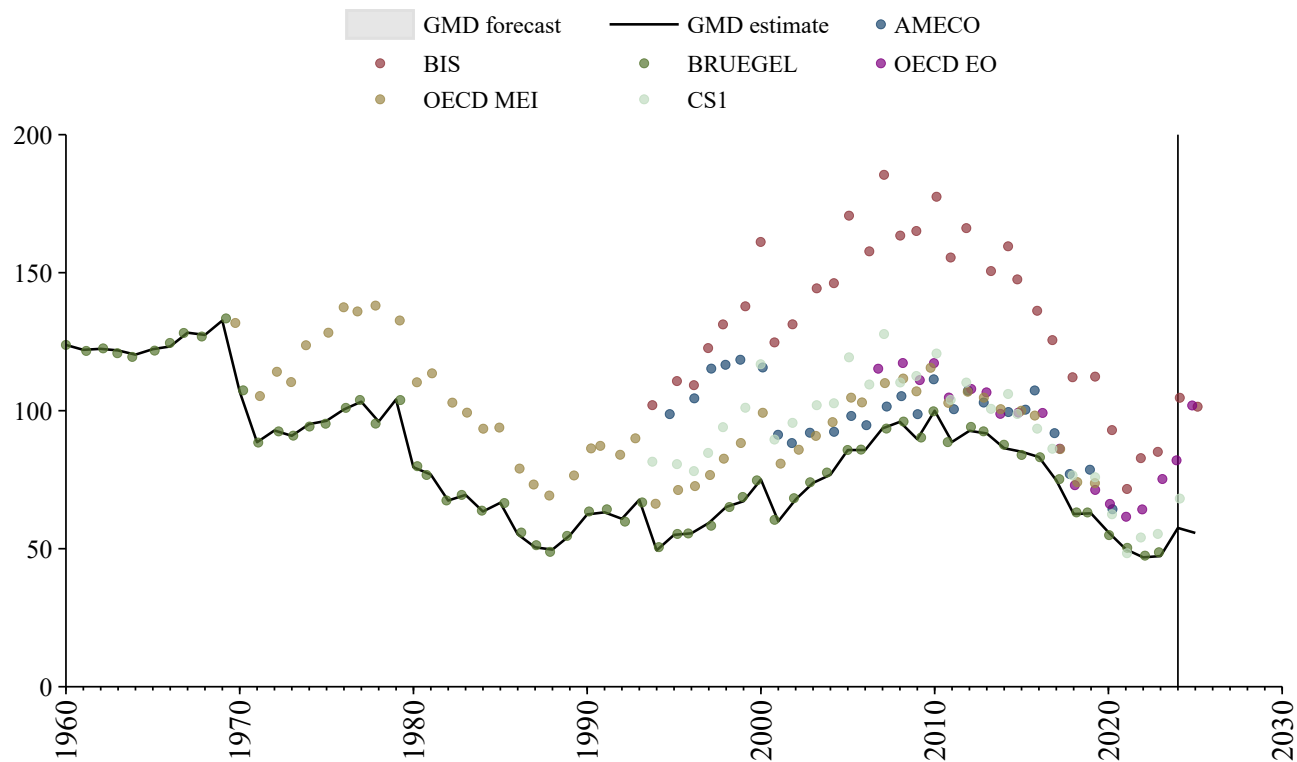 GMD forecast GMD estimate AMECO
BIS BRUEGEL OECD EO
OECD MEI CS1
200
150
100
50
0
1960 1970 1980 1990 2000 2010 2020 2030